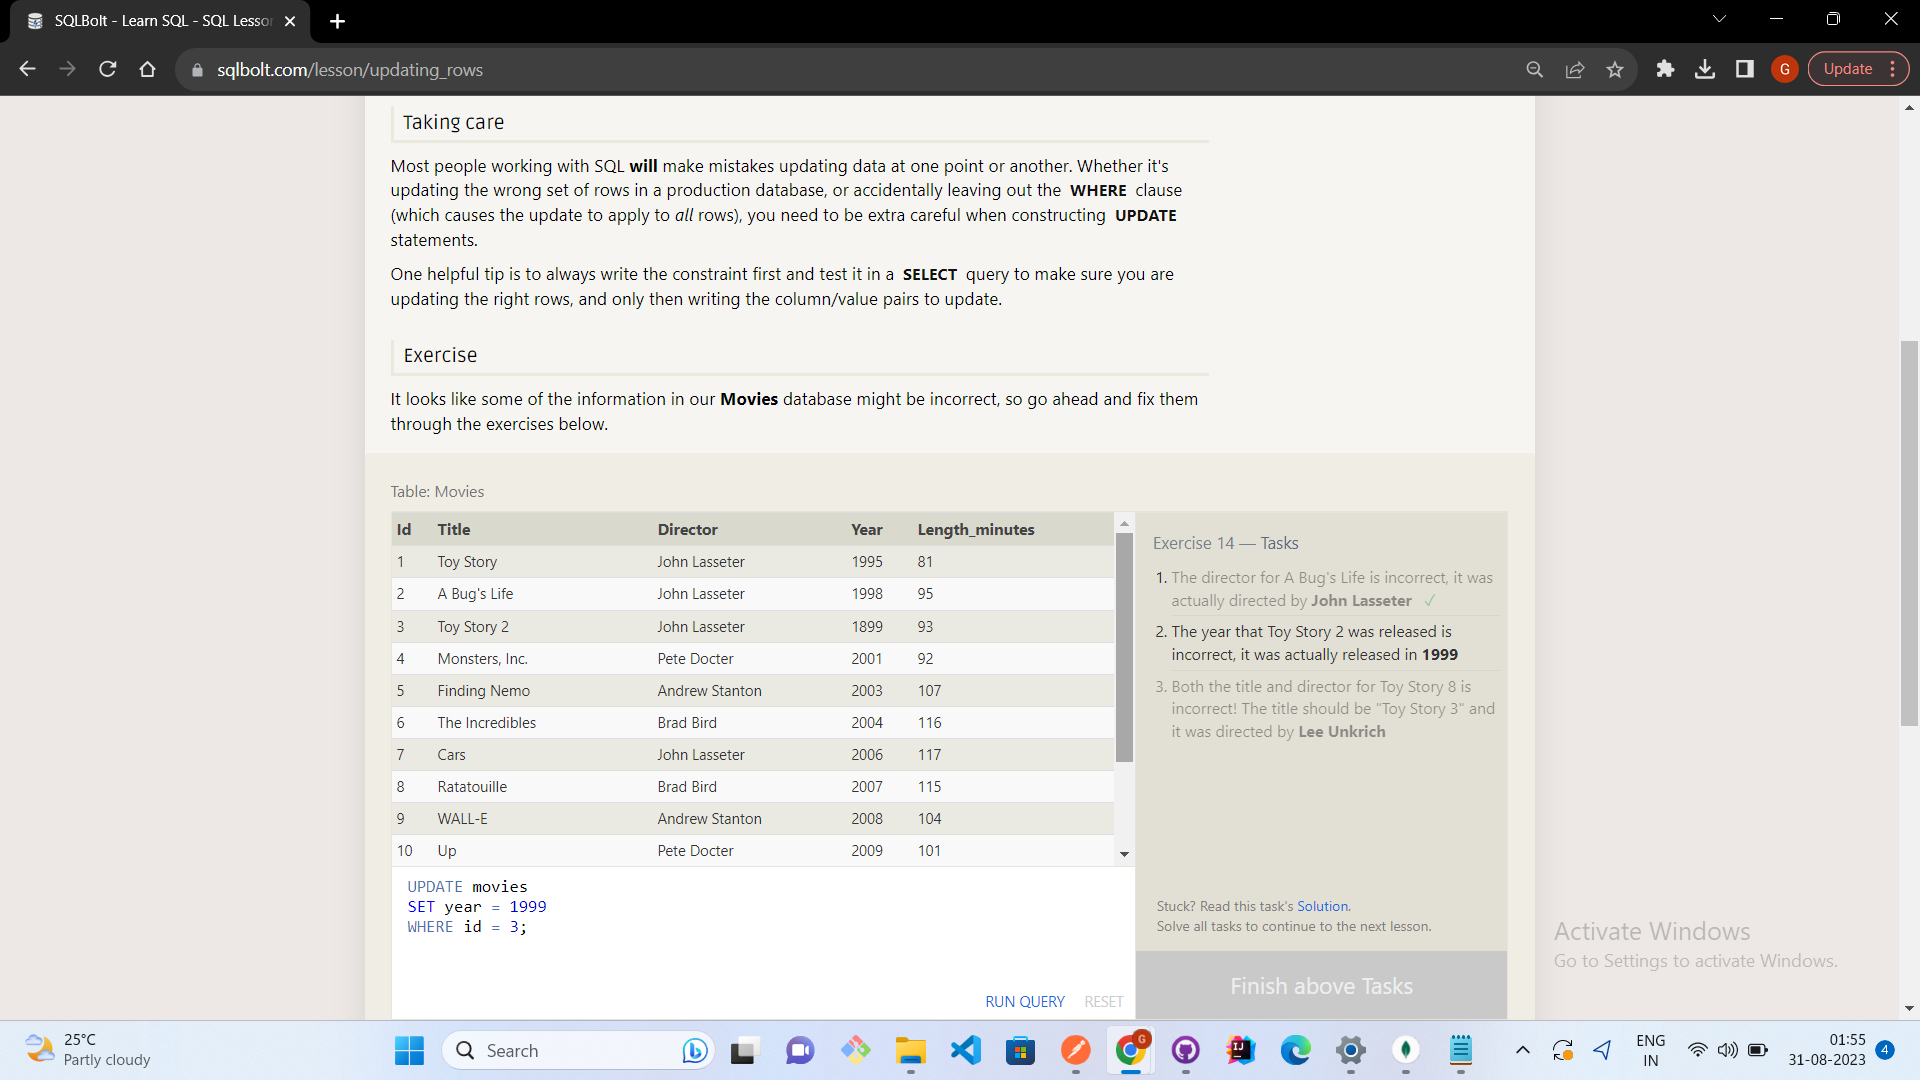 SQLBolt - Learn SQL - SQL Lesso
sqlbolt.com/lesson/updating_rows
G
Update
Taking care
Most people working with SQL will make mistakes updating data at one point or another. Whether it's
updating the wrong set of rows in a production database, or accidentally leaving out the WHERE clause
(which causes the update to apply to all rows), you need to be extra careful when constructing UPDATE
statements.
One helpful tip is to always write the constraint first and test it in a SELECT query to make sure you are
updating the right rows, and only then writing the column/value pairs to update.
Exercise
It looks like some of the information in our Movies database might be incorrect, so go ahead and fix them
through the exercises below.
Table: Movies
Id Title Director Year Length_minutes
1 Toy Story John Lasseter 1995 81
2 A Bug's Life John Lasseter 1998 95
3 Toy Story 2 John Lasseter 1899 93
4 Monsters, Inc. Pete Docter 2001 92
5 Finding Nemo Andrew Stanton 2003 107
6 The Incredibles Brad Bird 2004 116
7 Cars John Lasseter 2006 117
8 Ratatouille Brad Bird 2007 115
9 WALL-E Andrew Stanton 2008 104
10 Up Pete Docter 2009 101
UPDATE movies
SET year = 1999
WHERE id = 3;
RUN QUERY RESET
Exercise 14 — Tasks
1. The director for A Bug's Life is incorrect, it was
actually directed by John Lasseter ✓
2. The year that Toy Story 2 was released is
incorrect, it was actually released in 1999
3. Both the title and director for Toy Story 8 is
incorrect! The title should be "Toy Story 3" and
it was directed by Lee Unkrich
Stuck? Read this task's Solution.
Solve all tasks to continue to the next lesson.
Finish above Tasks
Activate Windows
Go to Settings to activate Windows.
25°C
Partly cloudy
Search
G
IJ
ENG
IN
01:55
31-08-2023
4